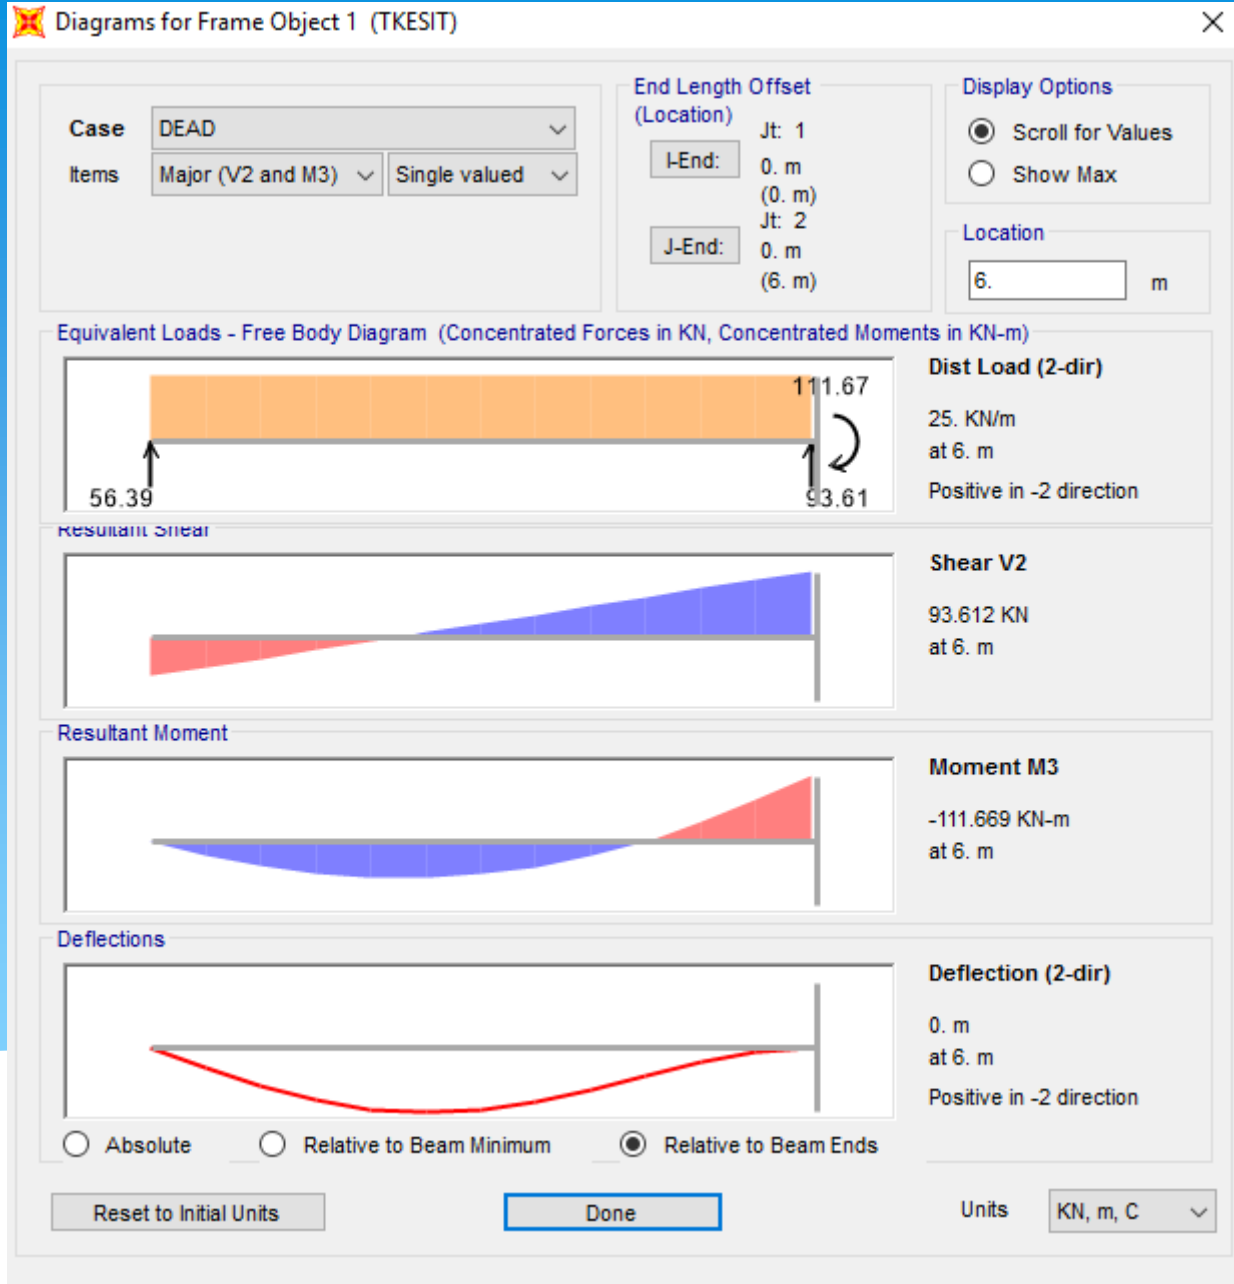 Diagrams for Frame Object 1 (TKESIT)
Case DEAD
Items Major (V2 and M3) Single valued
End Length Offset
(Location)
I-End:
Jt: 1
0. m
(0. m)
J-End:
Jt: 2
0. m
(6. m)
Display Options
Scroll for Values
Show Max
Location
6. m
Equivalent Loads - Free Body Diagram (Concentrated Forces in KN, Concentrated Moments in KN-m)
111.67
56.39
93.61
Dist Load (2-dir)
25. KN/m
at 6. m
Positive in -2 direction
Resultant Shear
Shear V2
93.612 KN
at 6. m
Resultant Moment
Moment M3
-111.669 KN-m
at 6. m
Deflections
Deflection (2-dir)
0. m
at 6. m
Positive in -2 direction
Absolute
Relative to Beam Minimum
Relative to Beam Ends
Reset to Initial Units
Done
Units KN, m, C